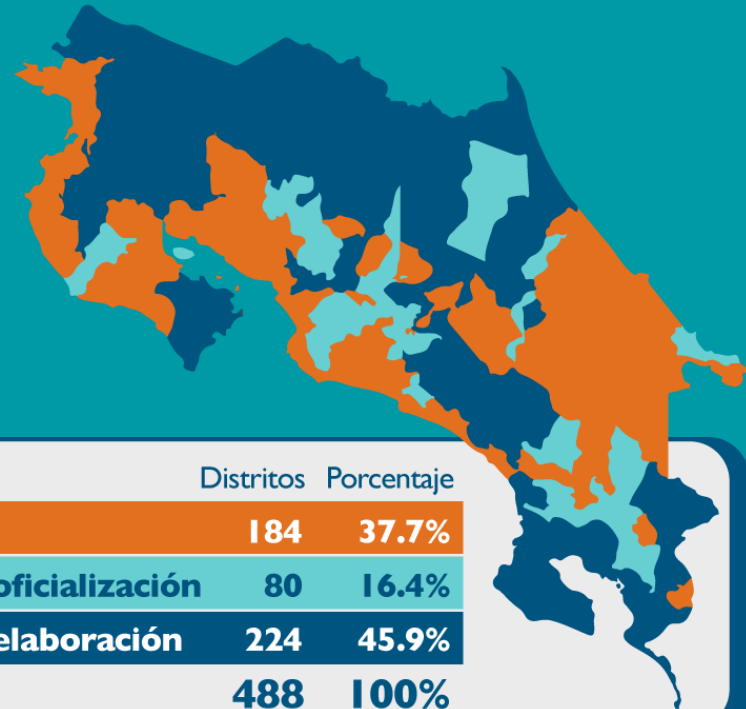 Distritos Porcentaje
184 37.7%
oficialización 80 16.4%
elaboración 224 45.9%
488 100%